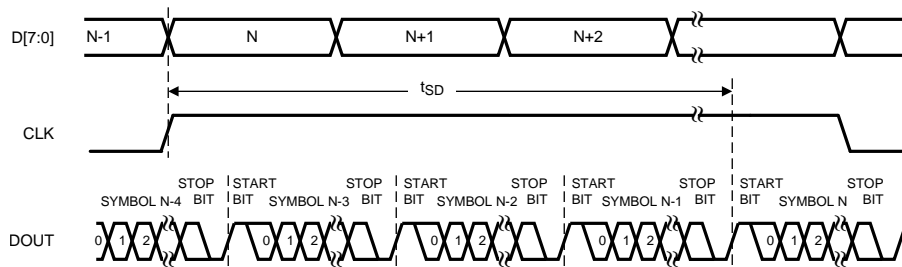 D[7:0] N-1 N N+1 N+2
tSD
CLK
STOP START STOP START STOP START STOP START STOP
BIT BIT BIT BIT BIT BIT BIT BIT BIT
SYMBOL N-4 SYMBOL N-3 SYMBOL N-2 SYMBOL N-1 SYMBOL N
DOUT 0 1 2 0 1 2 0 1 2 0 1 2 0 1 2